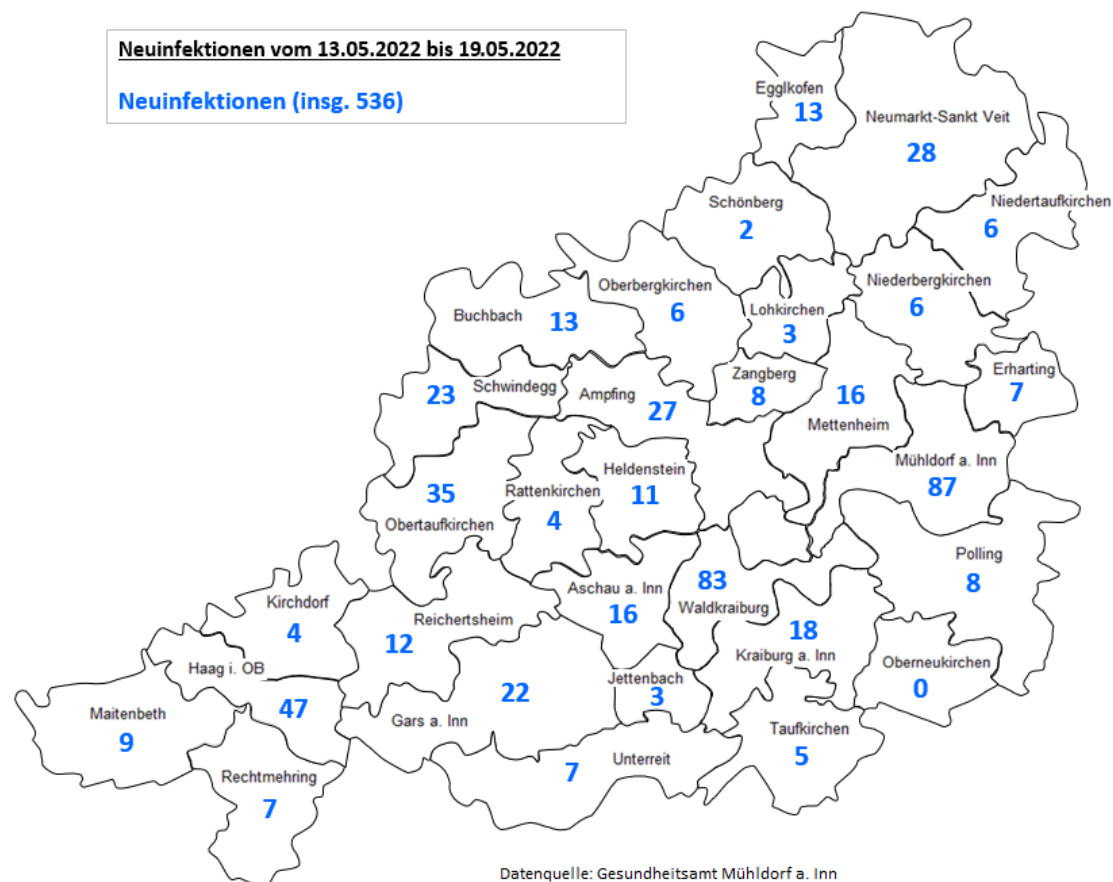 Neuinfektionen vom 13.05.2022 bis 19.05.2022
Neuinfektionen (insg. 536)
Egglkofen
13
Neumarkt-Sankt Veit
28
Niedertaufkirchen
6
Schönberg
2
Oberbergkirchen
6
Niederbergkirchen
6
Lohkirchen
3
Buchbach
13
Zangberg
8
Erharting
7
23
Schwindegg
Ampfing
27
16
Mettenheim
Mühldorf a. Inn
87
Heldenstein
11
35
Obertaufkirchen
Rattenkirchen
4
Polling
8
Aschau a. Inn
16
83
Waldkraiburg
Kirchdorf
4
Reichertsheim
12
18
Kraiburg a. Inn
Oberneukirchen
0
Haag i. OB
47
Jettenbach
3
22
Gars a. Inn
Maitenbeth
9
Taufkirchen
5
7
Unterreit
Rechtmehring
7
Datenquelle: Gesundheitsamt Mühldorf a. Inn